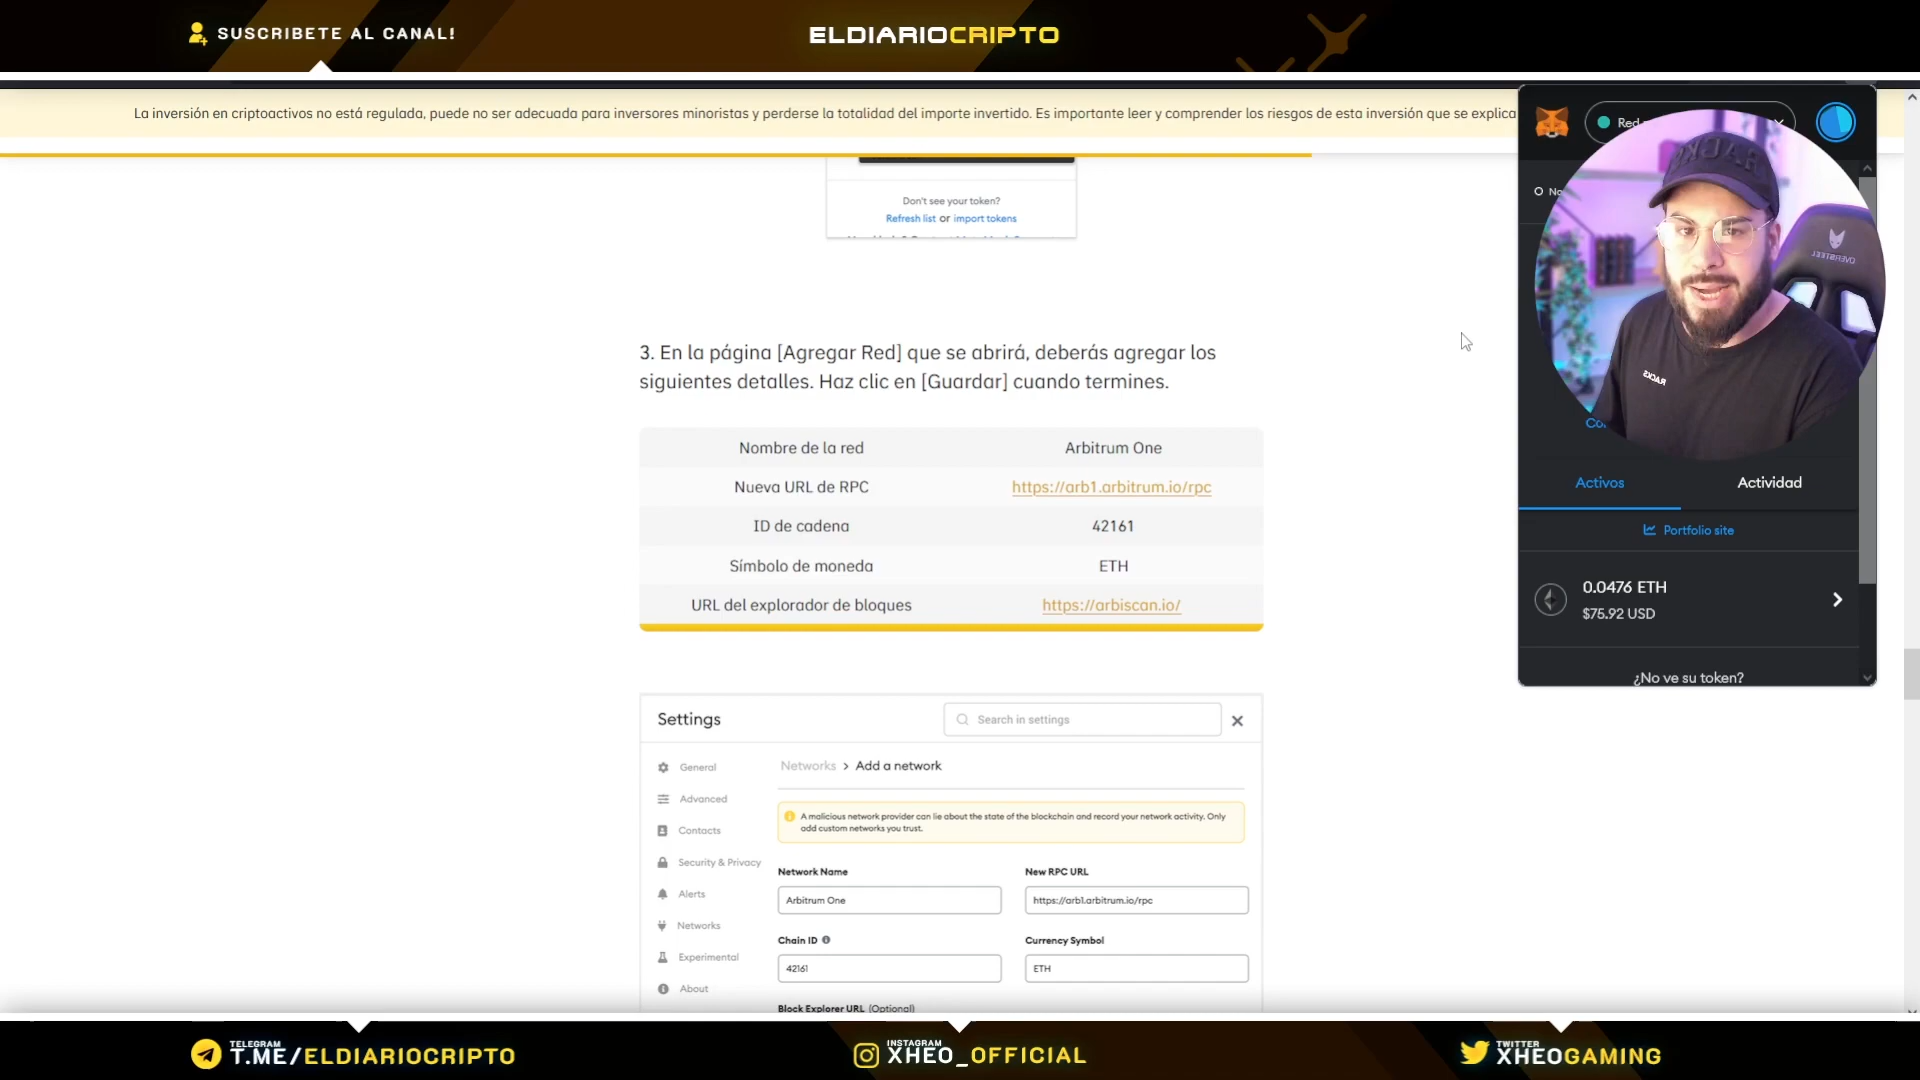 SUSCRIBETE AL CANAL!
ELDIARIOCRIPTO
La inversión en criptoactivos no está regulada, puede no ser adecuada para inversores minoristas y perderse la totalidad del importe invertido. Es importante leer y comprender los riesgos de esta inversión que se explica
Red
Don't see your token?
Refresh list or import tokens
3. En la página [Agregar Red] que se abrirá, deberás agregar los
siguientes detalles. Haz clic en [Guardar] cuando termines.
Nombre de la red Arbitrum One
Nueva URL de RPC https://arb1.arbitrum.io/rpc
ID de cadena 42161
Símbolo de moneda ETH
URL del explorador de bloques https://arbiscan.io/
RACKS
OVERSTEEL
RACKS
Activos Actividad
Portfolio site
0.0476 ETH
$75.92 USD
¿No ve su token?
Settings
Search in settings
General
Advanced
Contacts
Security & Privacy
Alerts
Networks
Experimental
About
Networks > Add a network
A malicious network provider can lie about the state of the blockchain and record your network activity. Only
add custom networks you trust.
Network Name New RPC URL
Arbitrum One https://arb1.arbitrum.io/rpc
Chain ID Currency Symbol
42161 ETH
Block Explorer URL (Optional)
TELEGRAM
T.ME/ELDIARIOCRIPTO
INSTAGRAM
XHEO_OFFICIAL
TWITTER
XHEOGAMING